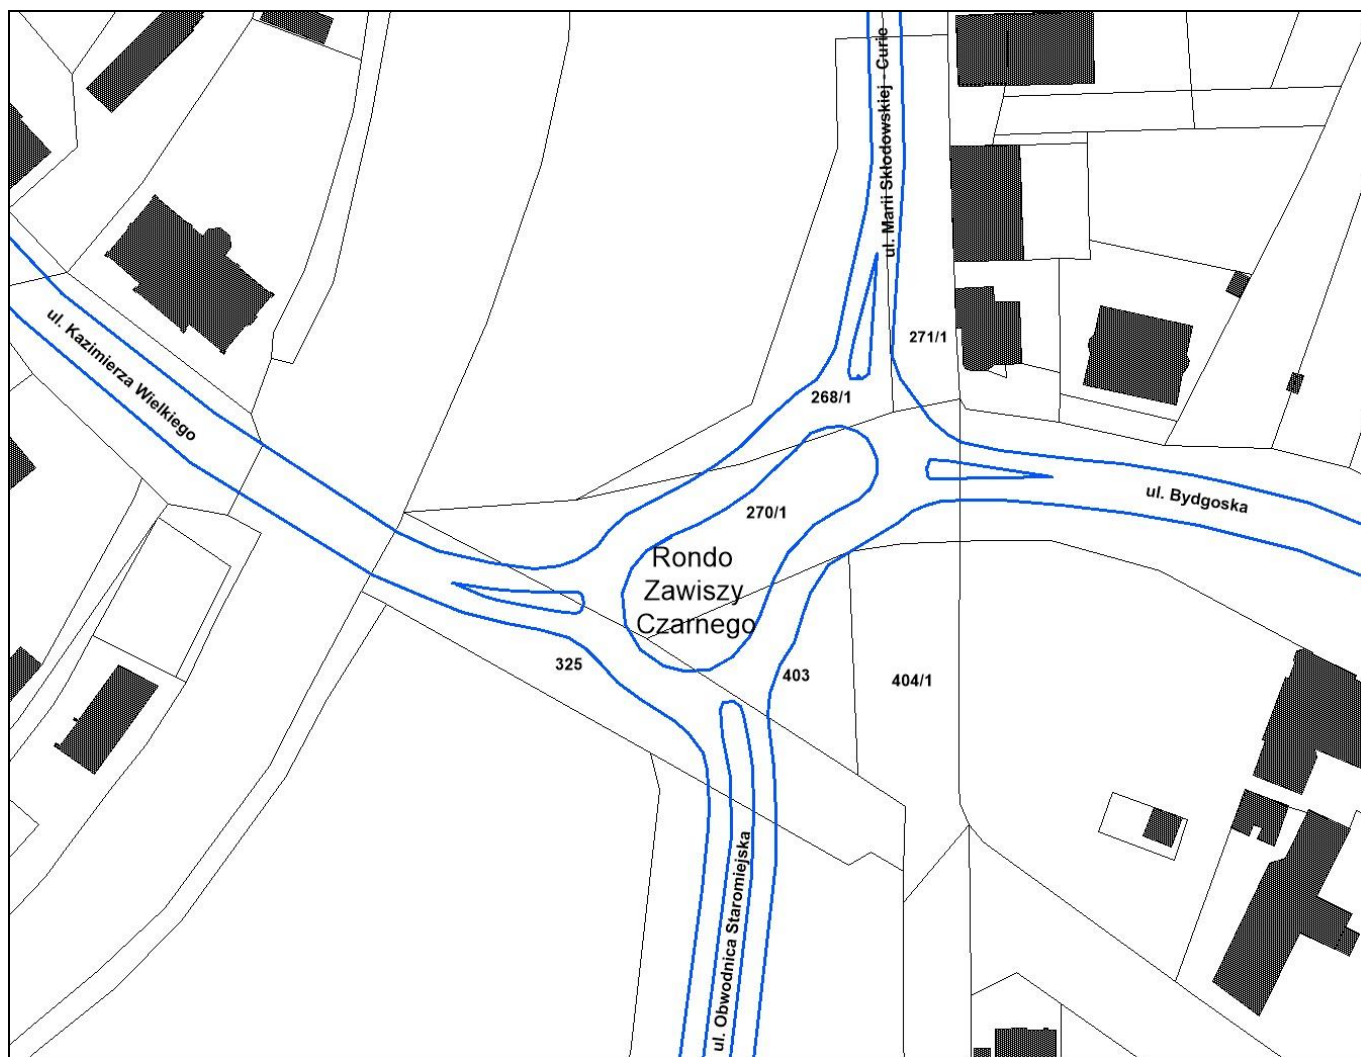 ul. Marii Skłodowskiej - Curie
ul. Kazimierza Wielkiego
271/1
268/1
ul. Bydgoska
270/1
Rondo
Zawiszy
Czarnego
325
403
404/1
ul. Obwodnica Staromiejska